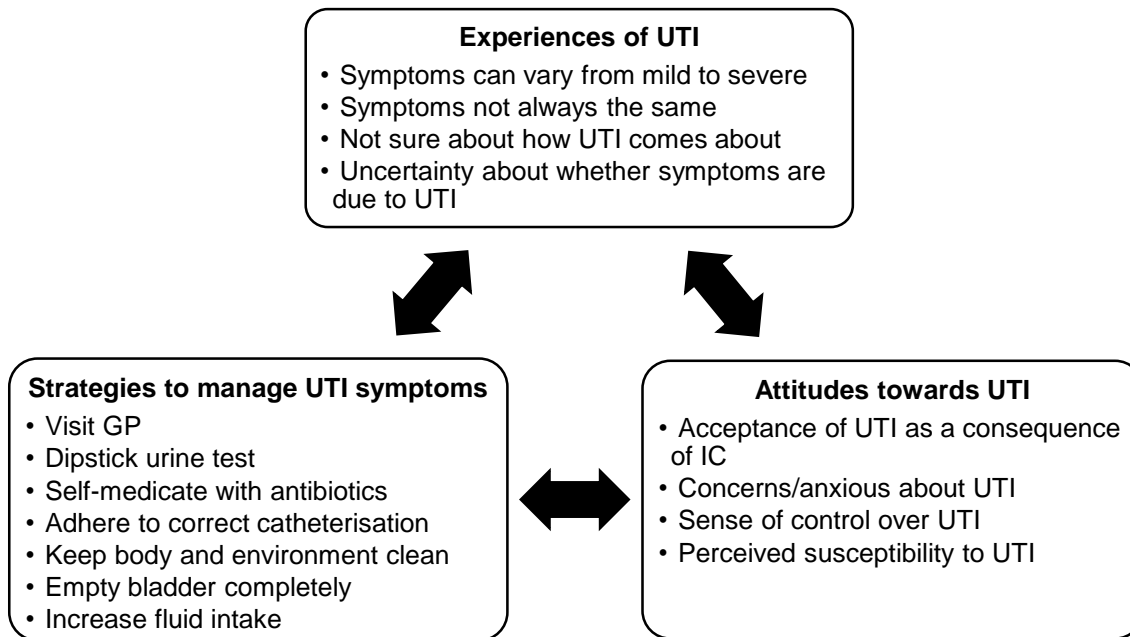 Experiences of UTI
• Symptoms can vary from mild to severe
• Symptoms not always the same
• Not sure about how UTI comes about
• Uncertainty about whether symptoms are
due to UTI
Strategies to manage UTI symptoms
• Visit GP
• Dipstick urine test
• Self-medicate with antibiotics
• Adhere to correct catheterisation
• Keep body and environment clean
• Empty bladder completely
• Increase fluid intake
Attitudes towards UTI
• Acceptance of UTI as a consequence
of IC
• Concerns/anxious about UTI
• Sense of control over UTI
• Perceived susceptibility to UTI